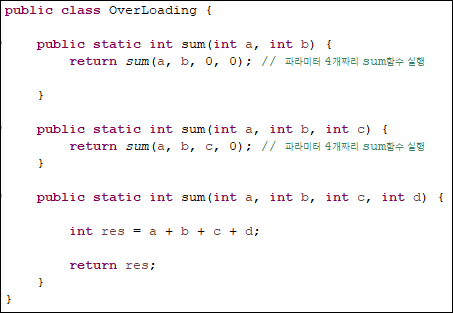 public class OverLoading {
public static int sum(int a, int b) {
return sum(a, b, 0, 0); // 파라미터 4개짜리 sum함수 실행
}
public static int sum(int a, int b, int c) {
return sum(a, b, c, 0); // 파라미터 4개짜리 sum함수 실행
}
public static int sum(int a, int b, int c, int d) {
int res = a + b + c + d;
return res;
}
}